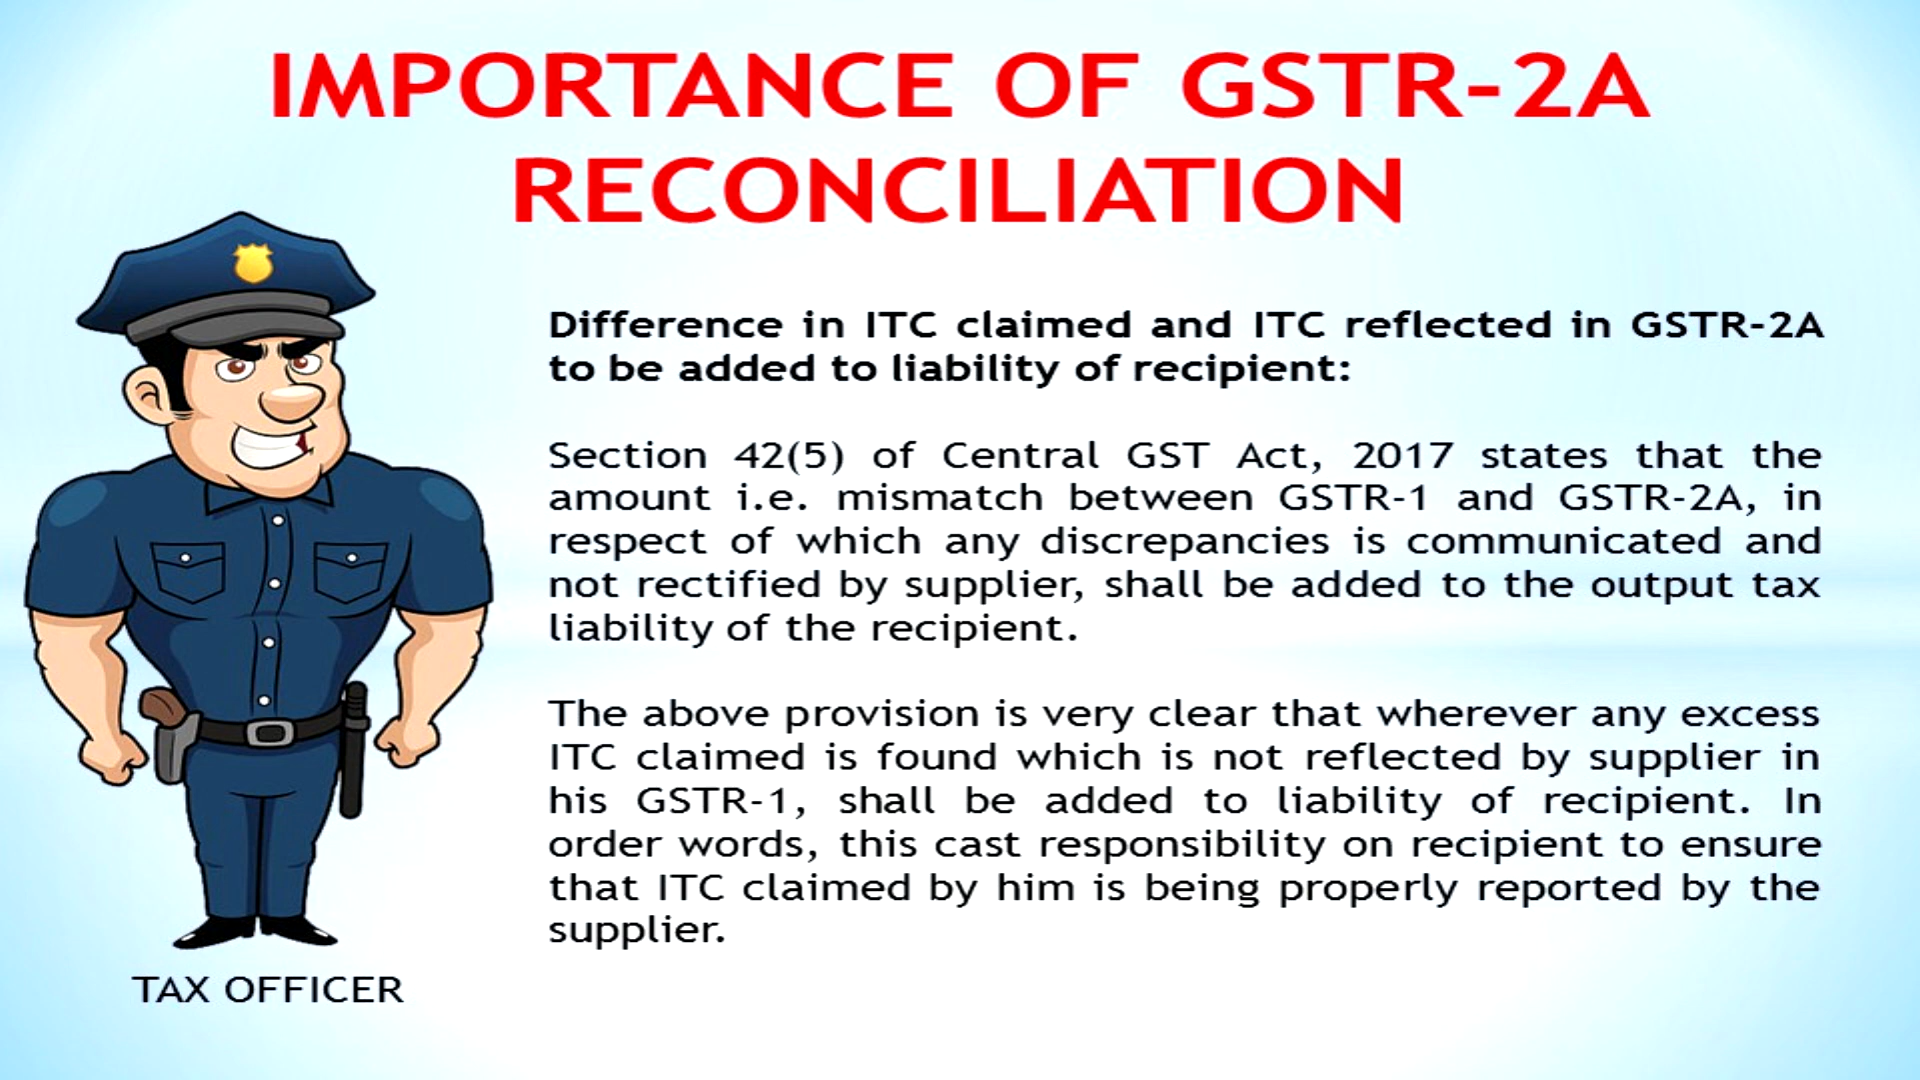 IMPORTANCE OF GSTR-2A
RECONCILIATION
Difference in ITC claimed and ITC reflected in GSTR-2A
to be added to liability of recipient:
Section 42(5) of Central GST Act, 2017 states that the
amount i.e. mismatch between GSTR-1 and GSTR-2A, in
respect of which any discrepancies is communicated and
not rectified by supplier, shall be added to the output tax
liability of the recipient.
The above provision is very clear that wherever any excess
ITC claimed is found which is not reflected by supplier in
his GSTR-1, shall be added to liability of recipient. In
order words, this cast responsibility on recipient to ensure
that ITC claimed by him is being properly reported by the
supplier.
TAX OFFICER